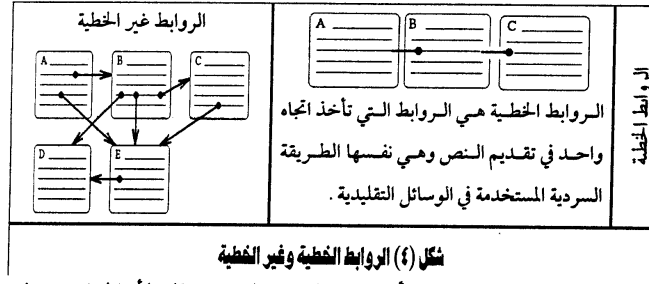 الروابط الخطية
A B C
الروابط الخطية هي الروابط التي تأخذ اتجاه
واحد في تقديم النص وهي نفسها الطريقة
السردية المستخدمة في الوسائل التقليدية .
الروابط غير الخطية
A B C
D E
شكل (٤) الروابط الخطية وغير الخطية